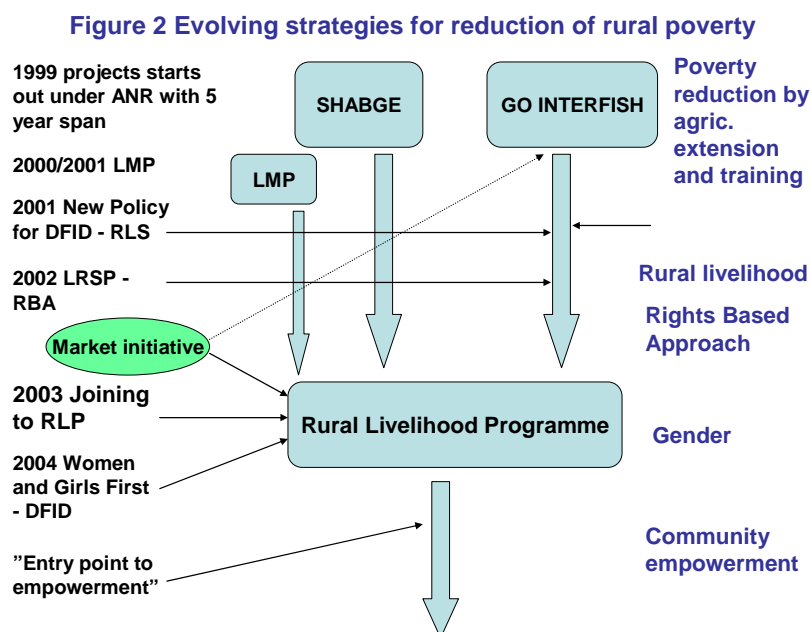 Figure 2 Evolving strategies for reduction of rural poverty
1999 projects starts
out under ANR with 5
year span
SHABGE
GO INTERFISH
Poverty
reduction by
agric.
extension
and training
2000/2001 LMP
LMP
2001 New Policy
for DFID - RLS
2002 LRSP -
RBA
Rural livelihood
Rights Based
Approach
Market initiative
2003 Joining
to RLP
Rural Livelihood Programme
Gender
2004 Women
and Girls First
- DFID
”Entry point to
empowerment”
Community
empowerment